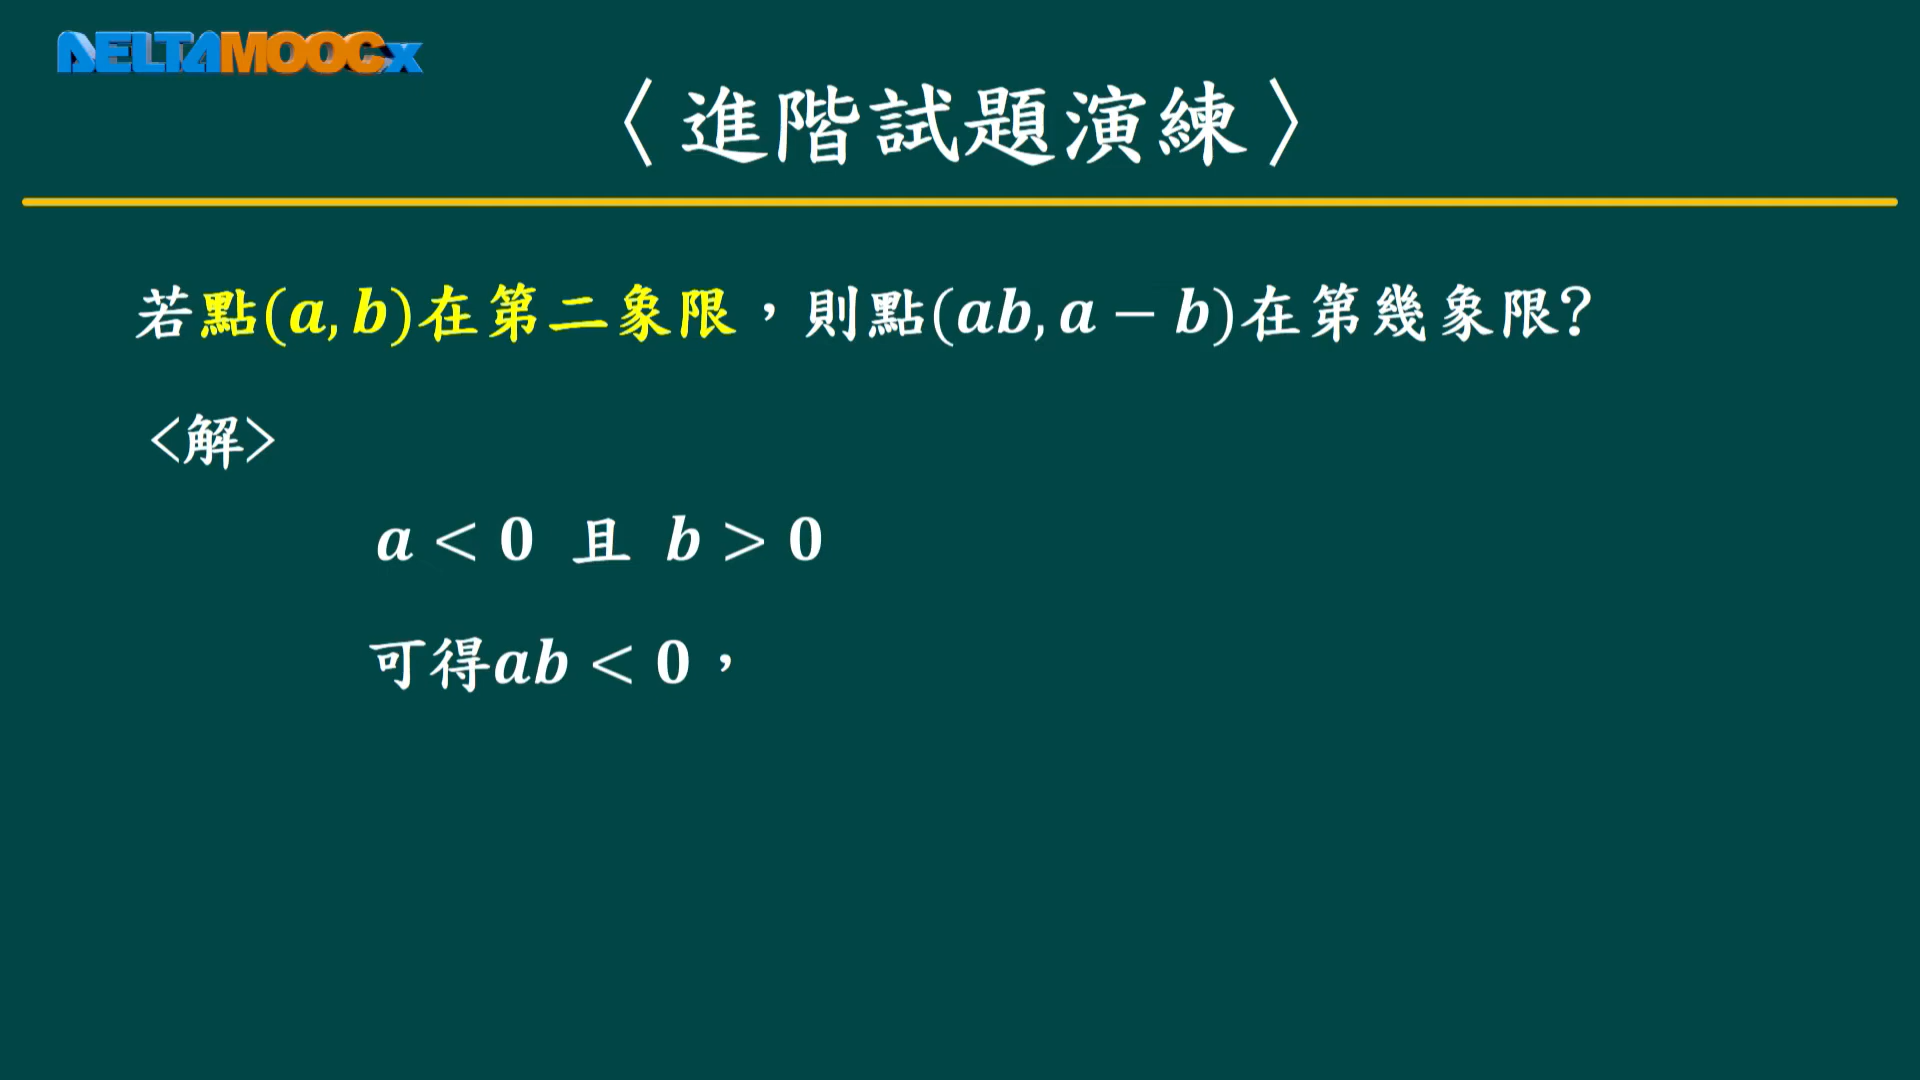 DELTAMOOCx
〈進階試題演練〉
若點(a, b)在第二象限，則點(ab, a − b)在第幾象限?
<解>
a < 0 且 b > 0
可得ab < 0，